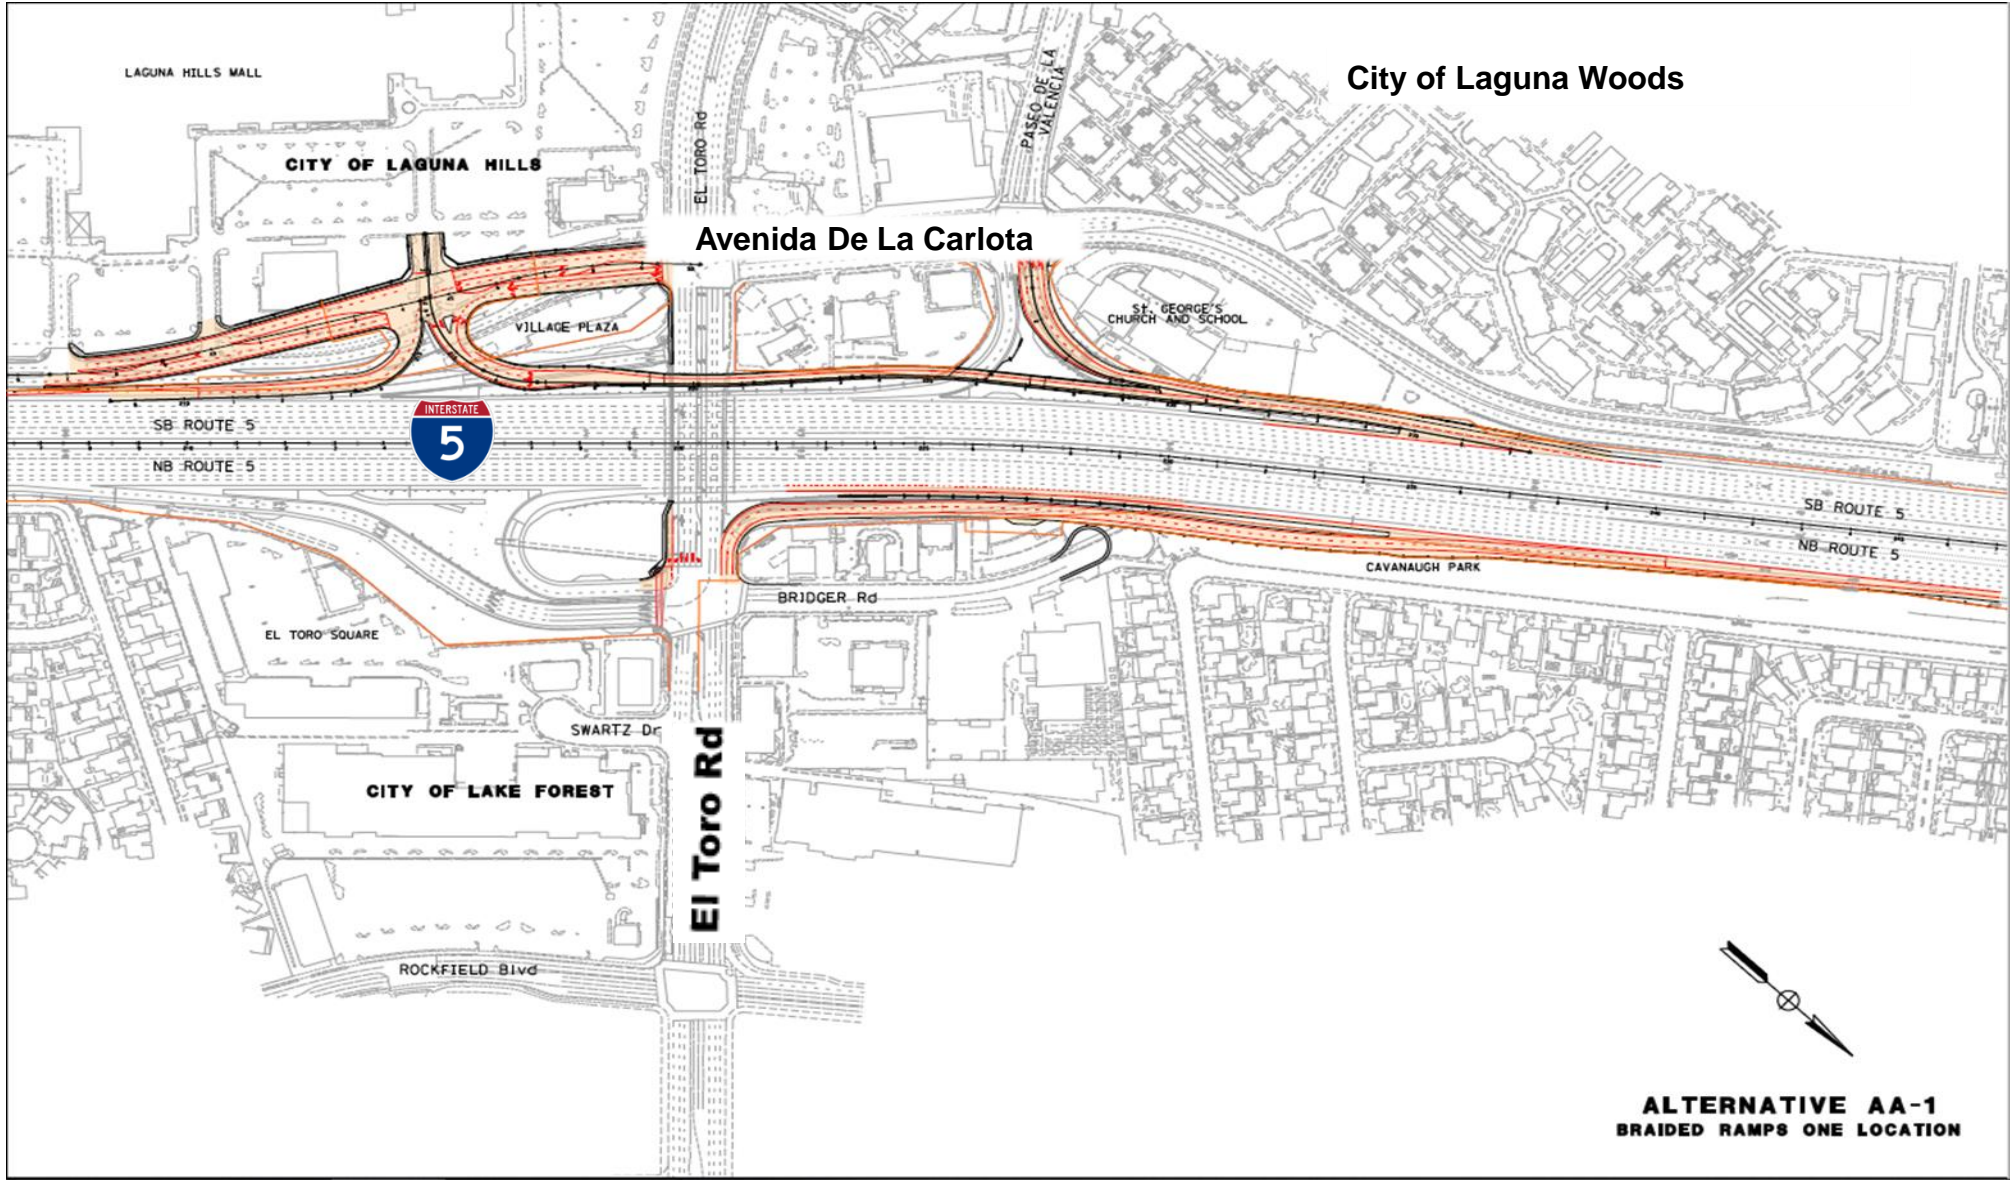 LAGUNA HILLS MALL
City of Laguna Woods
PASEO DE LA
VALENCIA
EL TORO Rd
CITY OF LAGUNA HILLS
Avenida De La Carlota
St. GEORGE'S
CHURCH AND SCHOOL
VILLAGE PLAZA
INTERSTATE
5
SB ROUTE 5
NB ROUTE 5
SB ROUTE 5
NB ROUTE 5
CAVANAUGH PARK
BRIDGER Rd
EL TORO SQUARE
SWARTZ Dr
El Toro Rd
CITY OF LAKE FOREST
ROCKFIELD Blvd
ALTERNATIVE AA-1
BRAIDED RAMPS ONE LOCATION